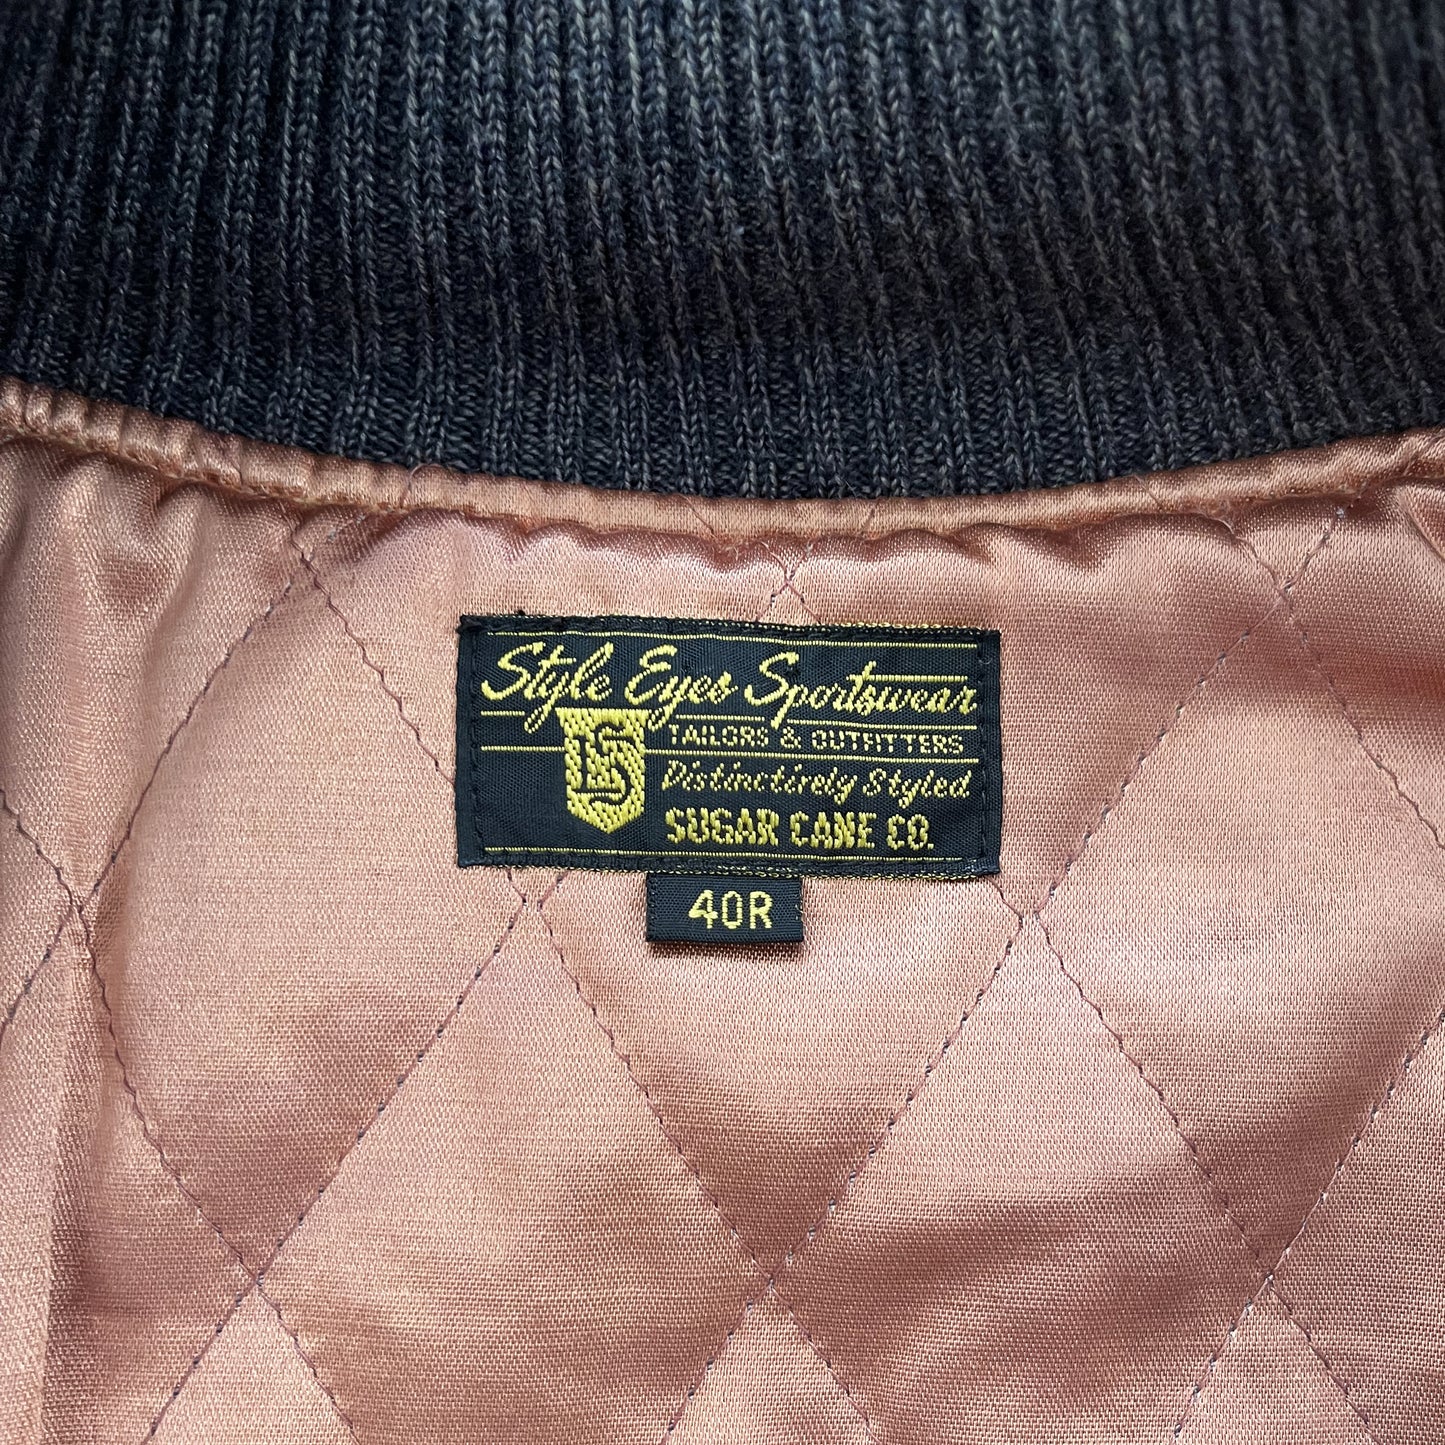 Style Eyes Sportswear
TAILORS & OUTFITTERS
Distinctively Styled
SUGAR CANE CO.
40R